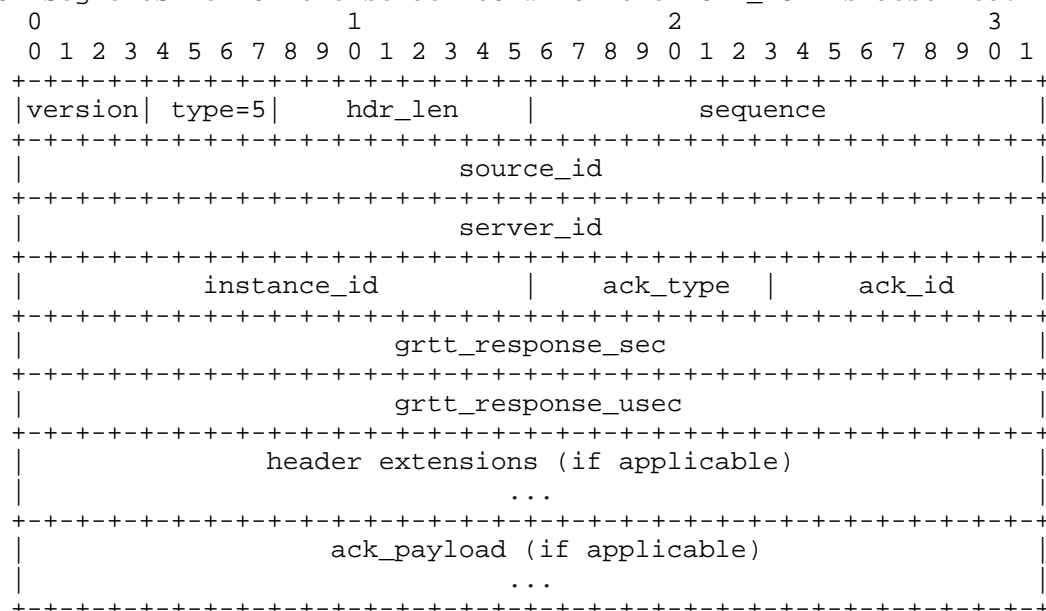 0                   1                   2                   3
0 1 2 3 4 5 6 7 8 9 0 1 2 3 4 5 6 7 8 9 0 1 2 3 4 5 6 7 8 9 0 1
+-+-+-+-+-+-+-+-+-+-+-+-+-+-+-+-+-+-+-+-+-+-+-+-+-+-+-+-+-+-+-+-+
|version| type=5|    hdr_len    |          sequence             |
+-+-+-+-+-+-+-+-+-+-+-+-+-+-+-+-+-+-+-+-+-+-+-+-+-+-+-+-+-+-+-+-+
|                           source_id                           |
+-+-+-+-+-+-+-+-+-+-+-+-+-+-+-+-+-+-+-+-+-+-+-+-+-+-+-+-+-+-+-+-+
|                           server_id                           |
+-+-+-+-+-+-+-+-+-+-+-+-+-+-+-+-+-+-+-+-+-+-+-+-+-+-+-+-+-+-+-+-+
|           instance_id         |    ack_type   |     ack_id    |
+-+-+-+-+-+-+-+-+-+-+-+-+-+-+-+-+-+-+-+-+-+-+-+-+-+-+-+-+-+-+-+-+
|                       grtt_response_sec                       |
+-+-+-+-+-+-+-+-+-+-+-+-+-+-+-+-+-+-+-+-+-+-+-+-+-+-+-+-+-+-+-+-+
|                       grtt_response_usec                      |
+-+-+-+-+-+-+-+-+-+-+-+-+-+-+-+-+-+-+-+-+-+-+-+-+-+-+-+-+-+-+-+-+
|               header extensions (if applicable)               |
|                              ...                              |
+-+-+-+-+-+-+-+-+-+-+-+-+-+-+-+-+-+-+-+-+-+-+-+-+-+-+-+-+-+-+-+-+
|                   ack_payload (if applicable)                 |
|                              ...                              |
+-+-+-+-+-+-+-+-+-+-+-+-+-+-+-+-+-+-+-+-+-+-+-+-+-+-+-+-+-+-+-+-+